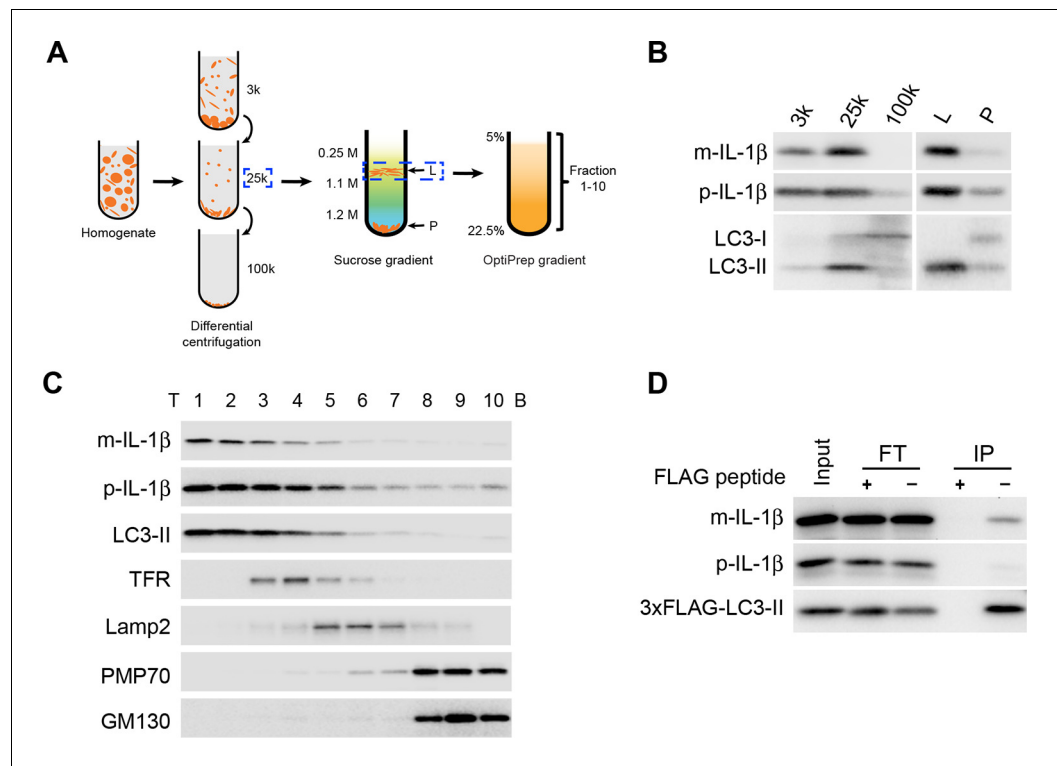 A
3k
25k
100k
Homogenate
Differential
centrifugation
0.25 M
1.1 M
1.2 M
L
P
Sucrose gradient
5%
22.5%
Fraction
1-10
OptiPrep gradient
B
3k 25k 100k L P
m-IL-1β
p-IL-1β
LC3-I
LC3-II
C
T 1 2 3 4 5 6 7 8 9 10 B
m-IL-1β
p-IL-1β
LC3-II
TFR
Lamp2
PMP70
GM130
D
Input FT IP
FLAG peptide + − + −
m-IL-1β
p-IL-1β
3xFLAG-LC3-II